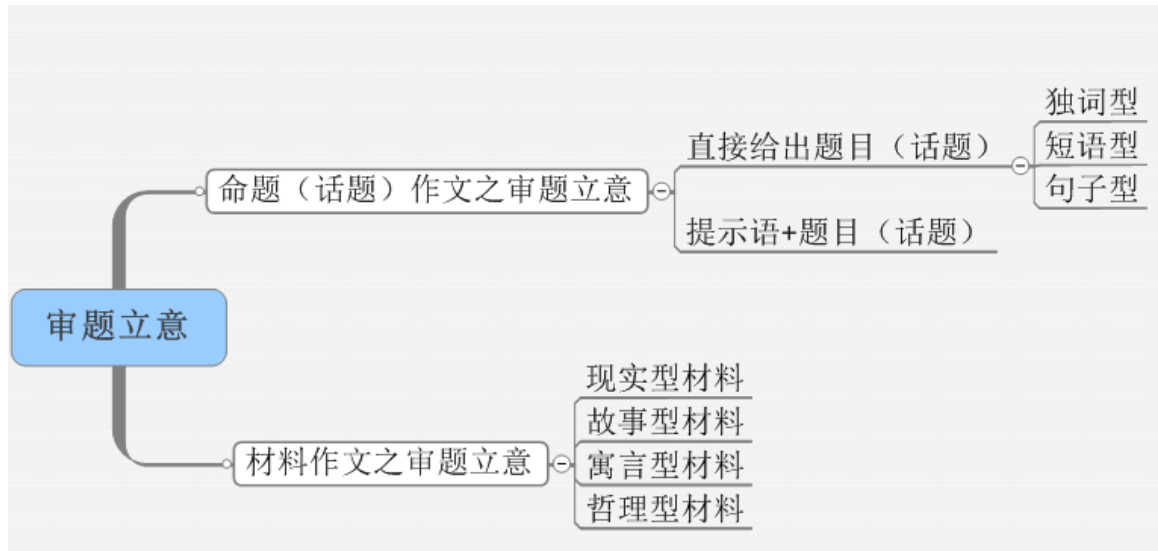 审题立意
命题（话题）作文之审题立意
直接给出题目（话题）
独词型
短语型
句子型
提示语+题目（话题）
材料作文之审题立意
现实型材料
故事型材料
寓言型材料
哲理型材料